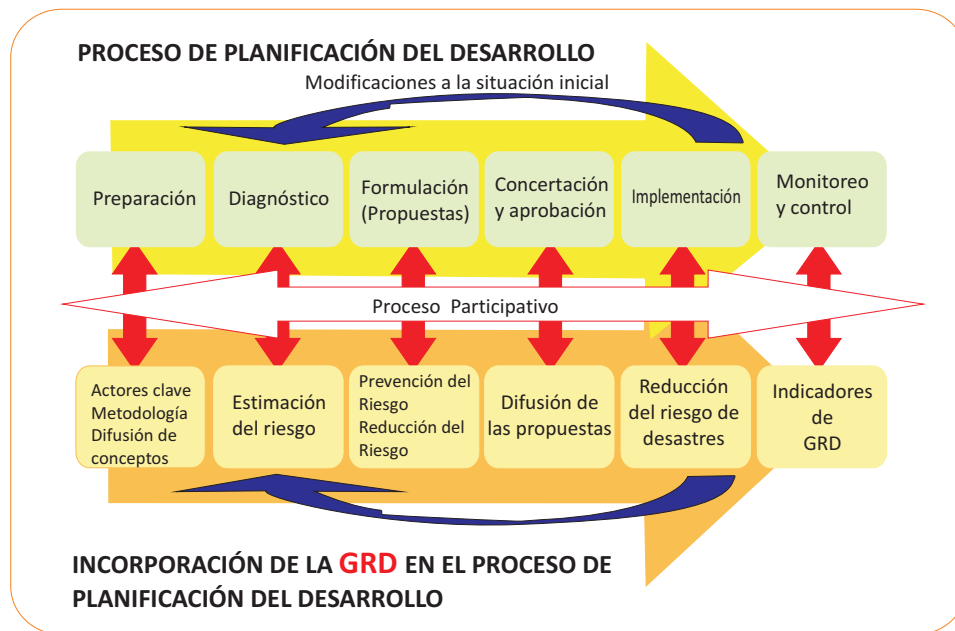 PROCESO DE PLANIFICACIÓN DEL DESARROLLO
Modificaciones a la situación inicial
Preparación
Diagnóstico
Formulación
(Propuestas)
Concertación
y aprobación
Implementación
Monitoreo
y control
Proceso Participativo
Actores clave
Metodología
Difusión de
conceptos
Estimación
del riesgo
Prevención del
Riesgo
Reducción del
Riesgo
Difusión de
las propuestas
Reducción
del riesgo de
desastres
Indicadores
de
GRD
INCORPORACIÓN DE LA GRD EN EL PROCESO DE
PLANIFICACIÓN DEL DESARROLLO